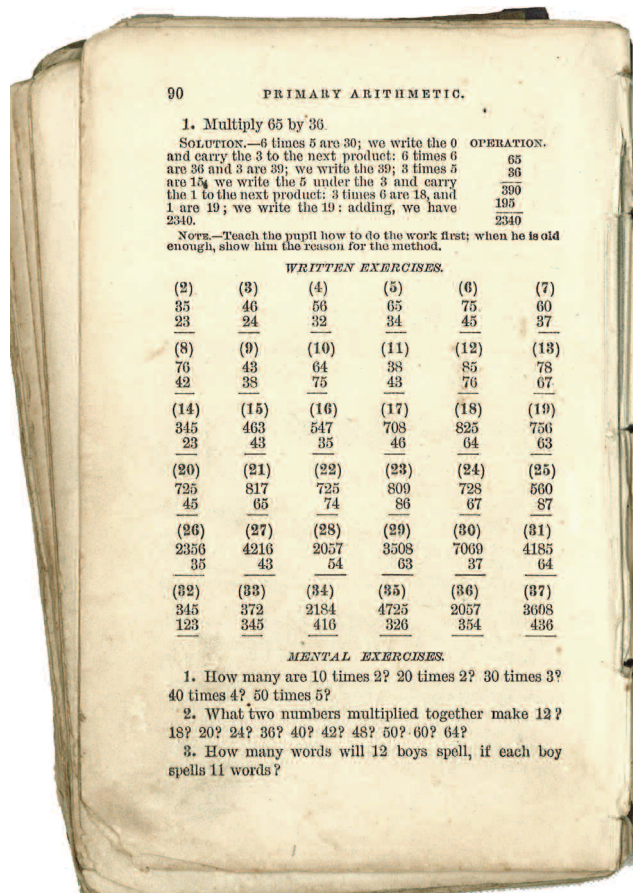 90 PRIMARY ARITHMETIC.
1. Multiply 65 by 36.
SOLUTION.—6 times 5 are 30; we write the 0 OPERATION.
and carry the 3 to the next product: 6 times 6 65
are 36 and 3 are 39; we write the 39; 3 times 5 36
are 15; we write the 5 under the 3 and carry 390
the 1 to the next product: 3 times 6 are 18, and 195
1 are 19; we write the 19: adding, we have 2340
2340.
NOTE.—Teach the pupil how to do the work first; when he is old
enough, show him the reason for the method.
WRITTEN EXERCISES.
(2) (3) (4) (5) (6) (7)
35 46 56 65 75 60
23 24 32 34 45 37
(8) (9) (10) (11) (12) (13)
76 43 64 38 85 78
42 38 75 43 76 67
(14) (15) (16) (17) (18) (19)
345 463 547 708 825 756
23 43 35 46 64 63
(20) (21) (22) (23) (24) (25)
725 817 725 809 728 560
45 65 74 86 67 87
(26) (27) (28) (29) (30) (31)
2356 4216 2057 3508 7069 4185
35 43 54 63 37 64
(32) (33) (34) (35) (36) (37)
345 372 2184 4725 2057 3608
123 345 416 326 354 436
MENTAL EXERCISES.
1. How many are 10 times 2? 20 times 2? 30 times 3?
40 times 4? 50 times 5?
2. What two numbers multiplied together make 12?
18? 20? 24? 36? 40? 42? 48? 50? 60? 64?
3. How many words will 12 boys spell, if each boy
spells 11 words?